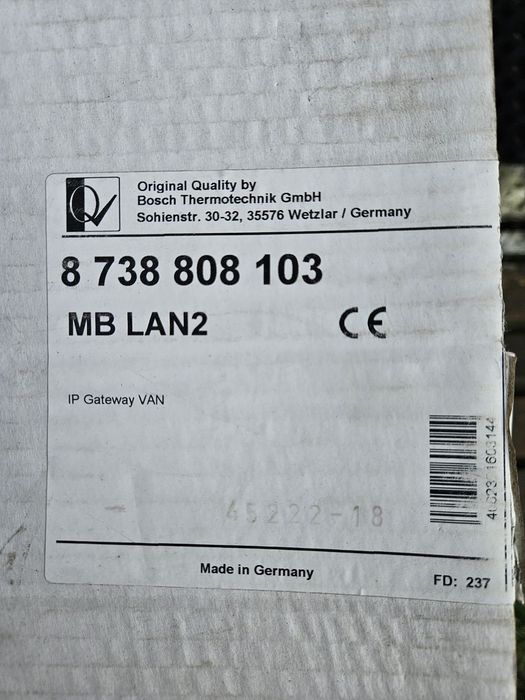 Original Quality by
Bosch Thermotechnik GmbH
Sohienstr. 30-32, 35576 Wetzlar / Germany
8 738 808 103
MB LAN2
CE
IP Gateway VAN
45222-18
Made in Germany
FD: 237